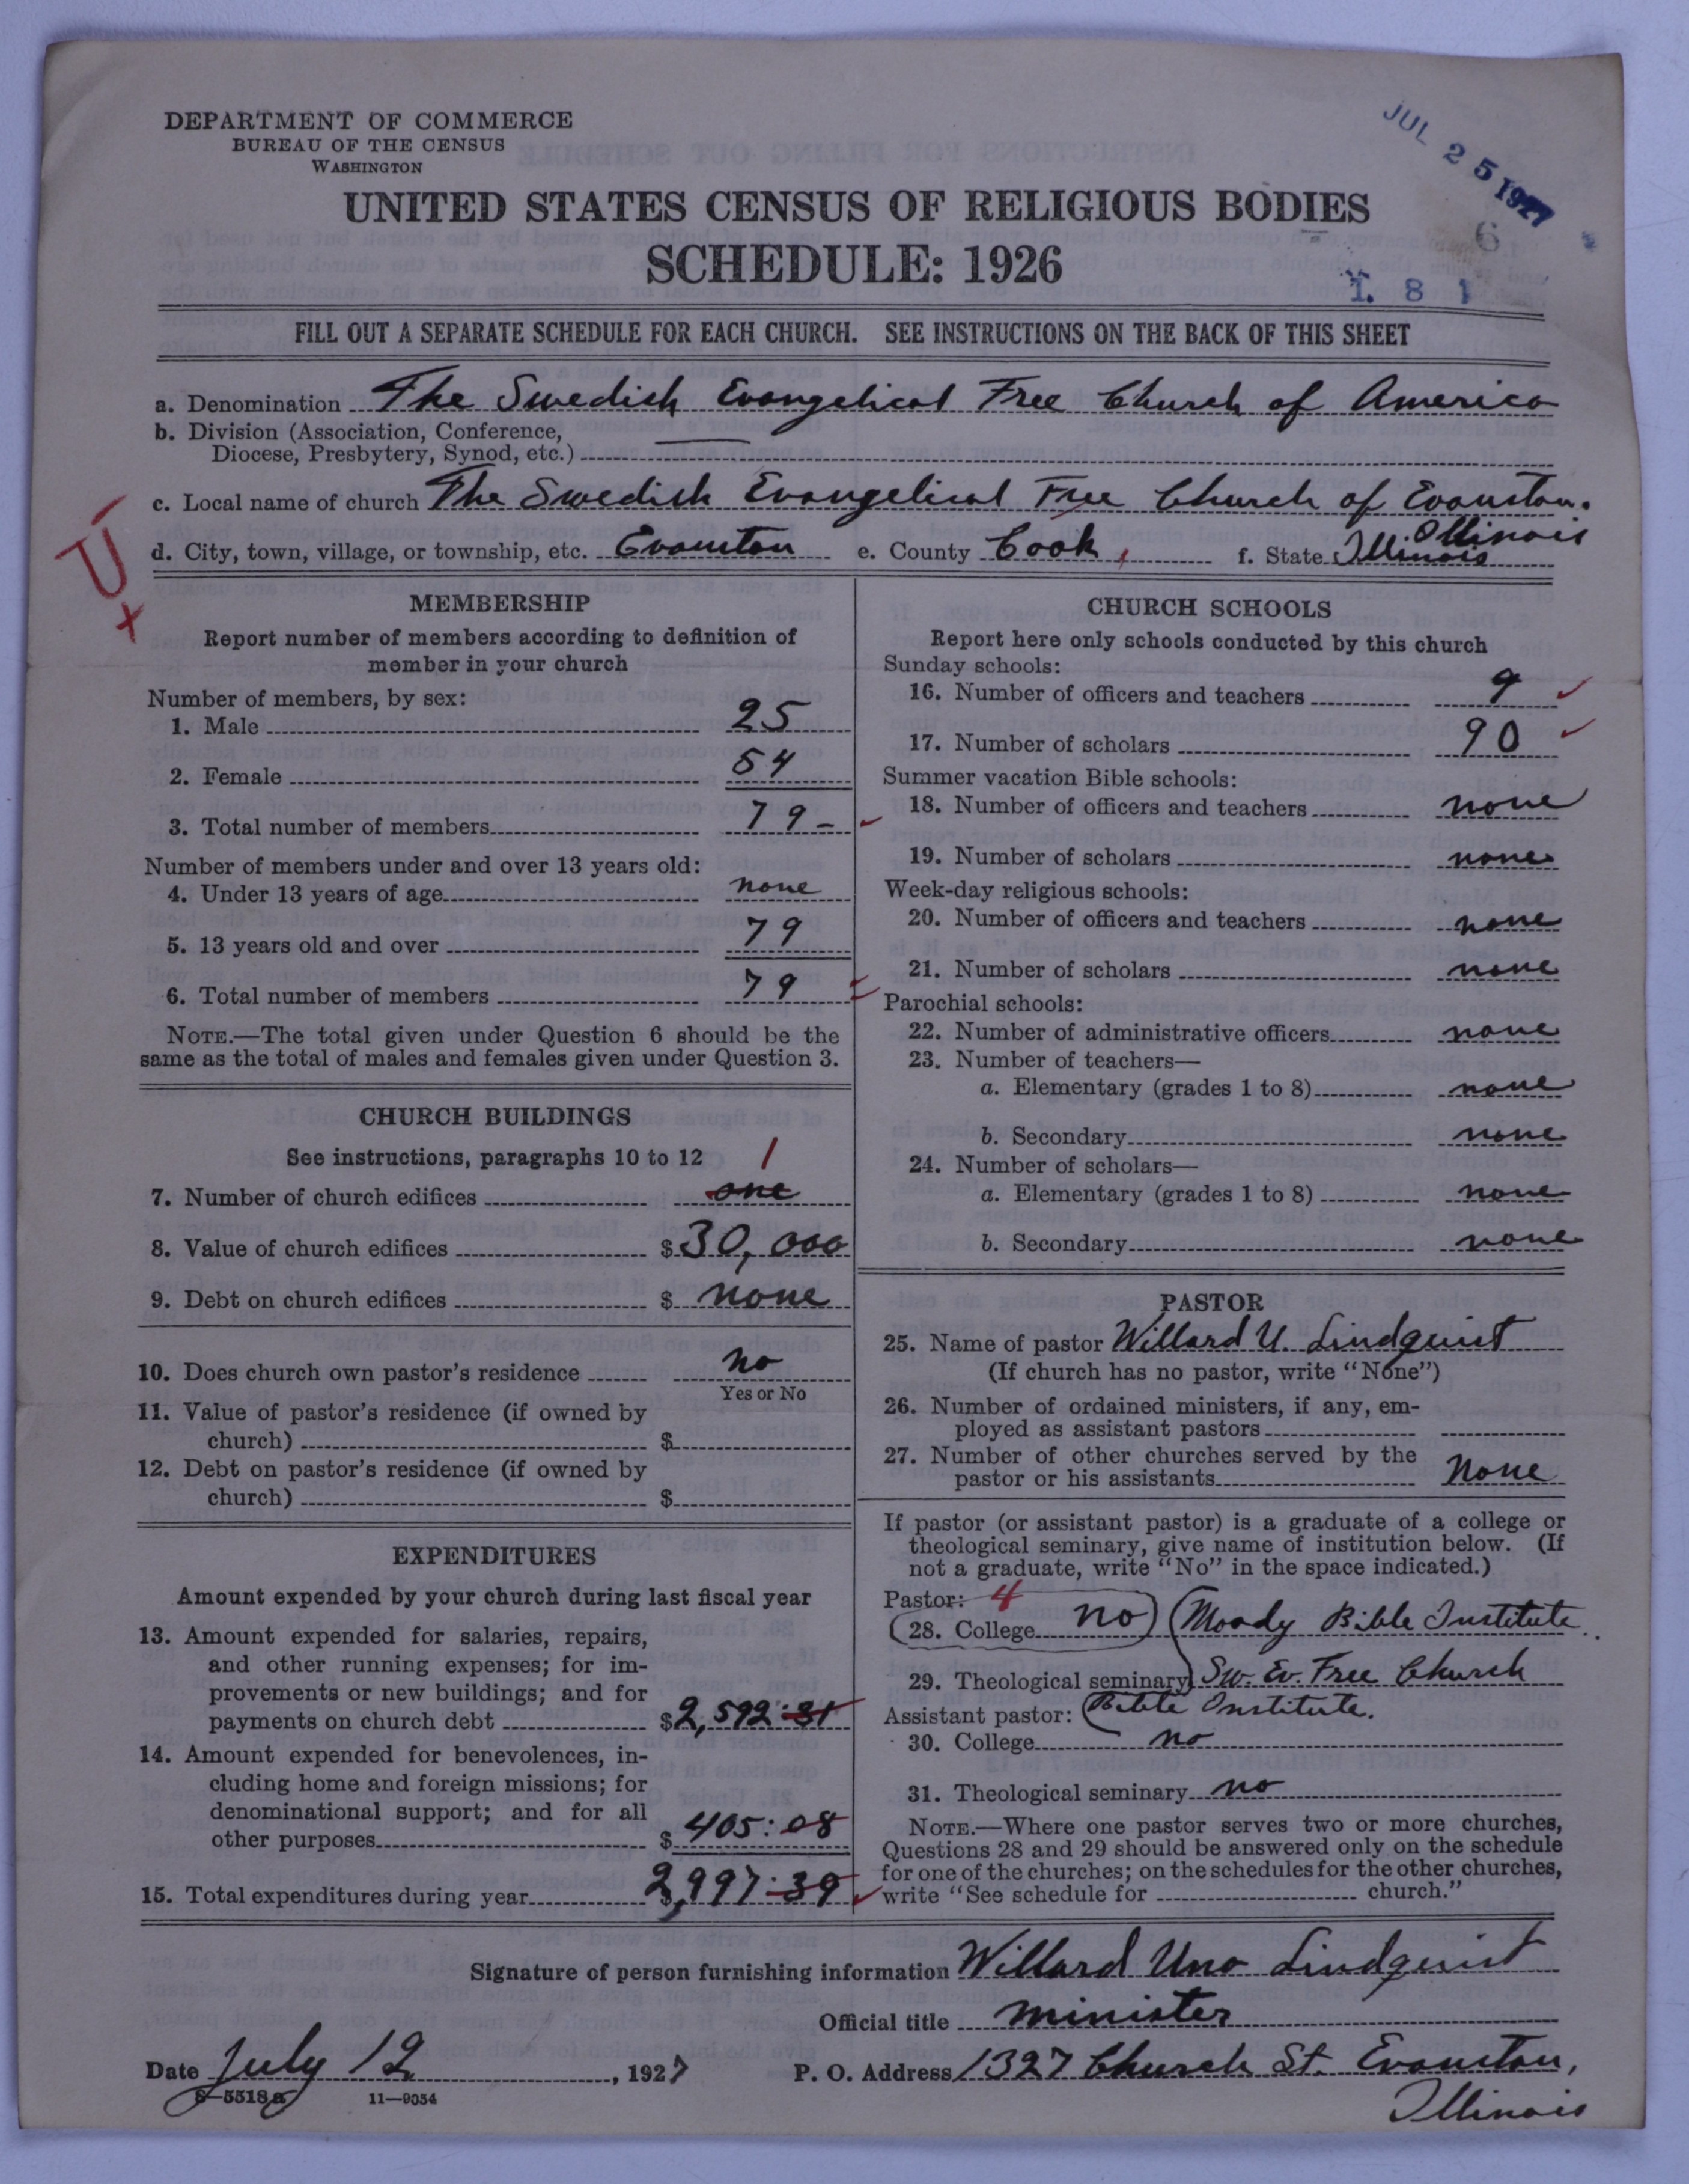 DEPARTMENT OF COMMERCE
BUREAU OF THE CENSUS
WASHINGTON
JUL 25 1927
UNITED STATES CENSUS OF RELIGIOUS BODIES
6
SCHEDULE: 1926
1. 8 1
FILL OUT A SEPARATE SCHEDULE FOR EACH CHURCH. SEE INSTRUCTIONS ON THE BACK OF THIS SHEET
a. Denomination The Swedish Evangelical Free Church of America
b. Division (Association, Conference,
Diocese, Presbytery, Synod, etc.)
c. Local name of church The Swedish Evangelical Free Church of Evanston.
Illinois
d. City, town, village, or township, etc. Evanston e. County Cook f. State Illinois
U
x
MEMBERSHIP
Report number of members according to definition of
member in your church
Number of members, by sex:
1. Male 25
2. Female 54
3. Total number of members 79 -
Number of members under and over 13 years old:
4. Under 13 years of age none
5. 13 years old and over 79
6. Total number of members 79
NOTE.—The total given under Question 6 should be the
same as the total of males and females given under Question 3.
CHURCH BUILDINGS
See instructions, paragraphs 10 to 12 1
7. Number of church edifices one
8. Value of church edifices $30,000
9. Debt on church edifices $ none
10. Does church own pastor's residence no
Yes or No
11. Value of pastor's residence (if owned by
church) $
12. Debt on pastor's residence (if owned by
church) $
EXPENDITURES
Amount expended by your church during last fiscal year
13. Amount expended for salaries, repairs,
and other running expenses; for im-
provements or new buildings; and for
payments on church debt $2,592:31
14. Amount expended for benevolences, in-
cluding home and foreign missions; for
denominational support; and for all
other purposes $ 405:08
15. Total expenditures during year $2,997:39
CHURCH SCHOOLS
Report here only schools conducted by this church
Sunday schools:
16. Number of officers and teachers 9
17. Number of scholars 90
Summer vacation Bible schools:
18. Number of officers and teachers none
19. Number of scholars none
Week-day religious schools:
20. Number of officers and teachers none
21. Number of scholars none
Parochial schools:
22. Number of administrative officers none
23. Number of teachers—
a. Elementary (grades 1 to 8) none
b. Secondary none
24. Number of scholars—
a. Elementary (grades 1 to 8) none
b. Secondary none
PASTOR
25. Name of pastor Willard U. Lindquist
(If church has no pastor, write "None")
26. Number of ordained ministers, if any, em-
ployed as assistant pastors
27. Number of other churches served by the
pastor or his assistants None
If pastor (or assistant pastor) is a graduate of a college or
theological seminary, give name of institution below. (If
not a graduate, write "No" in the space indicated.)
Pastor: 4
(28. College no) (Moody Bible Institute
29. Theological seminary Sw. Ev. Free Church
Assistant pastor: Bible Institute.
30. College no
31. Theological seminary no
NOTE.—Where one pastor serves two or more churches,
Questions 28 and 29 should be answered only on the schedule
for one of the churches; on the schedules for the other churches,
write "See schedule for church."
Signature of person furnishing information Willard Uno Lindquist
Official title minister
Date July 12, 1927 P. O. Address 1327 Church St. Evanston,
8—5518a 11—9054
Illinois